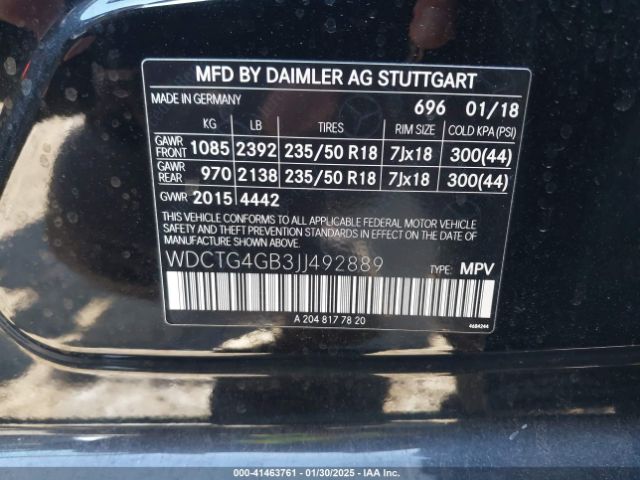 MFD BY DAIMLER AG STUTTGART
MADE IN GERMANY 696 01/18
KG LB TIRES RIM SIZE COLD KPA(PSI)
GAWR FRONT 1085 2392 235/50 R18 7Jx18 300(44)
GAWR REAR 970 2138 235/50 R18 7Jx18 300(44)
GVWR 2015 4442
THIS VEHICLE CONFORMS TO ALL APPLICABLE FEDERAL MOTOR VEHICLE
SAFETY AND THEFT PREVENTION STANDARDS IN EFFECT ON THE DATE
OF MANUFACTURE SHOWN ABOVE.
WDCTG4GB3JJ492889 TYPE: MPV
A 204 817 78 20
4684244
000-41463761 - 01/30/2025 - IAA Inc.